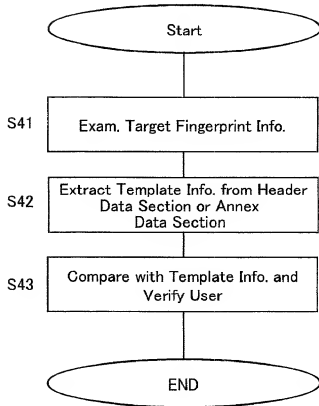 Start
S41
Exam. Target Fingerprint Info.
S42
Extract Template Info. from Header
Data Section or Annex
Data Section
S43
Compare with Template Info. and
Verify User
END